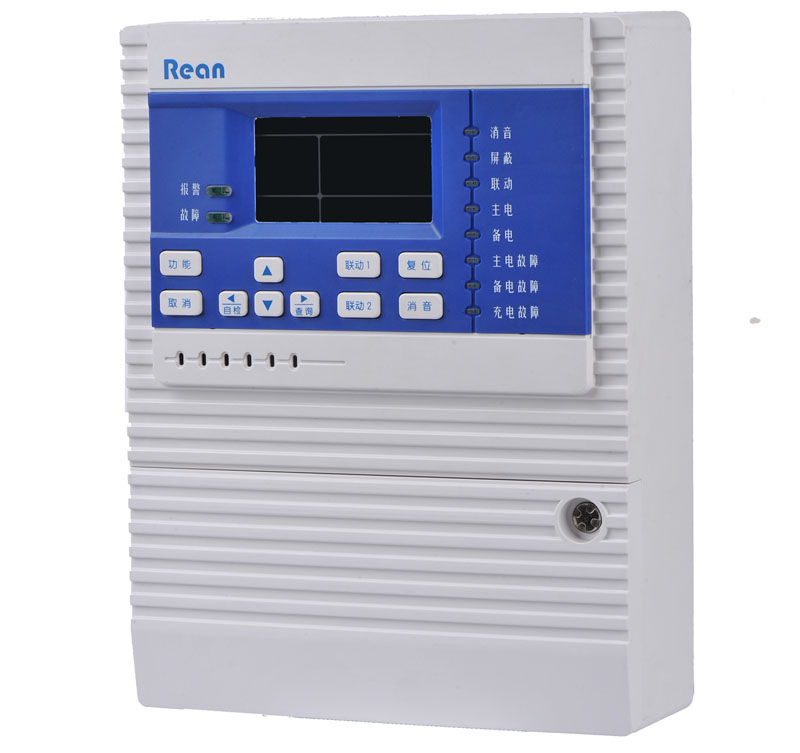 Rean
报警
故障
消音
屏蔽
联动
主电
备电
主电故障
备电故障
充电故障
功能
联动1
复位
取消
自检
查询
联动2
消音